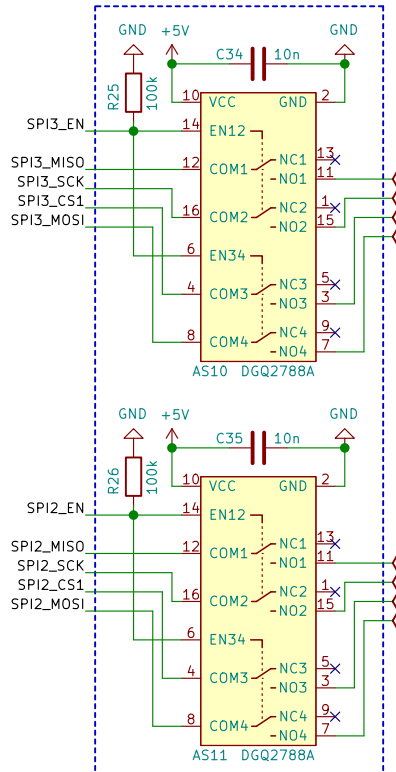 GND +5V C34 10n GND
R25 100k
10 VCC GND 2
SPI3_EN 14 EN12
NC1 13
SPI3_MISO 12 COM1 NO1 11
SPI3_SCK
SPI3_CS1 NC2 1
16 COM2 NO2 15
SPI3_MOSI
6 EN34
NC3 5
4 COM3 NO3 3
NC4 9
8 COM4 NO4 7
AS10 DGQ2788A
GND +5V C35 10n GND
R26 100k
10 VCC GND 2
SPI2_EN 14 EN12
NC1 13
SPI2_MISO 12 COM1 NO1 11
SPI2_SCK
SPI2_CS1 NC2 1
16 COM2 NO2 15
SPI2_MOSI
6 EN34
NC3 5
4 COM3 NO3 3
NC4 9
8 COM4 NO4 7
AS11 DGQ2788A